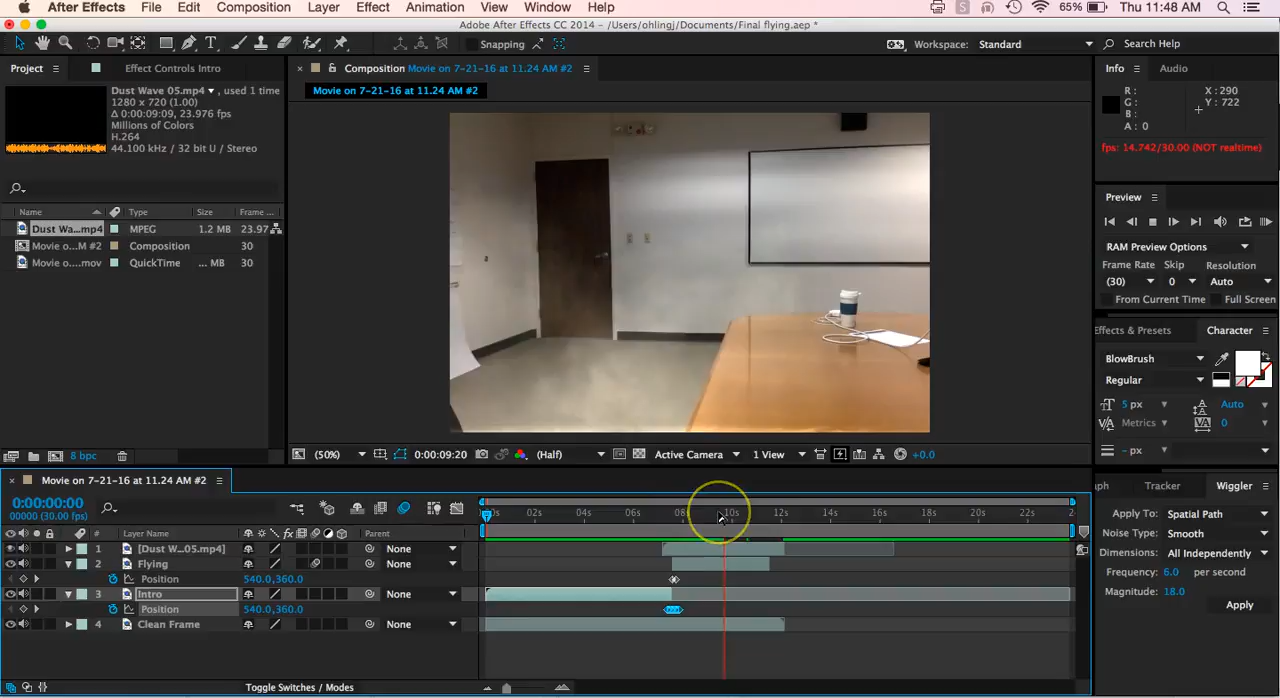 After Effects File Edit Composition Layer Effect Animation View Window Help 65% Thu 11:48 AM
Adobe After Effects CC 2014 - /Users/ohlingj/Documents/Final flying.aep *
Snapping Workspace: Standard Search Help
Project Effect Controls Intro
Composition Movie on 7-21-16 at 11.24 AM #2
Info Audio
Dust Wave 05.mp4, used 1 time
1280 x 720 (1.00)
Δ 0:00:09:09, 23.976 fps
Millions of Colors
H.264
44.100 kHz / 32 bit U / Stereo
Movie on 7-21-16 at 11.24 AM #2
R: X: 290
G: Y: 722
B:
A: 0
fps: 14.742/30.00 (NOT realtime)
Name Type Size Frame ...
Dust Wa...mp4 MPEG 1.2 MB 23.97
Movie o...M #2 Composition 30
Movie o....mov QuickTime ... MB 30
Preview
RAM Preview Options
Frame Rate Skip Resolution
(30) 0 Auto
From Current Time Full Screen
Effects & Presets Character
BlowBrush
Regular
5 px Auto
Metrics 0
- px
8 bpc
(50%) 0:00:09:20 (Half) Active Camera 1 View +0.0
Movie on 7-21-16 at 11.24 AM #2
0:00:00:00
00000 (30.00 fps)
02s 04s 06s 08s 10s 12s 14s 16s 18s 20s 22s 2
# Layer Name Parent
1 [Dust W...05.mp4] None
2 Flying None
Position 540.0,360.0
3 Intro None
Position 540.0,360.0
4 Clean Frame None
Toggle Switches / Modes
aph Tracker Wiggler
Apply To: Spatial Path
Noise Type: Smooth
Dimensions: All Independently
Frequency: 6.0 per second
Magnitude: 18.0
Apply